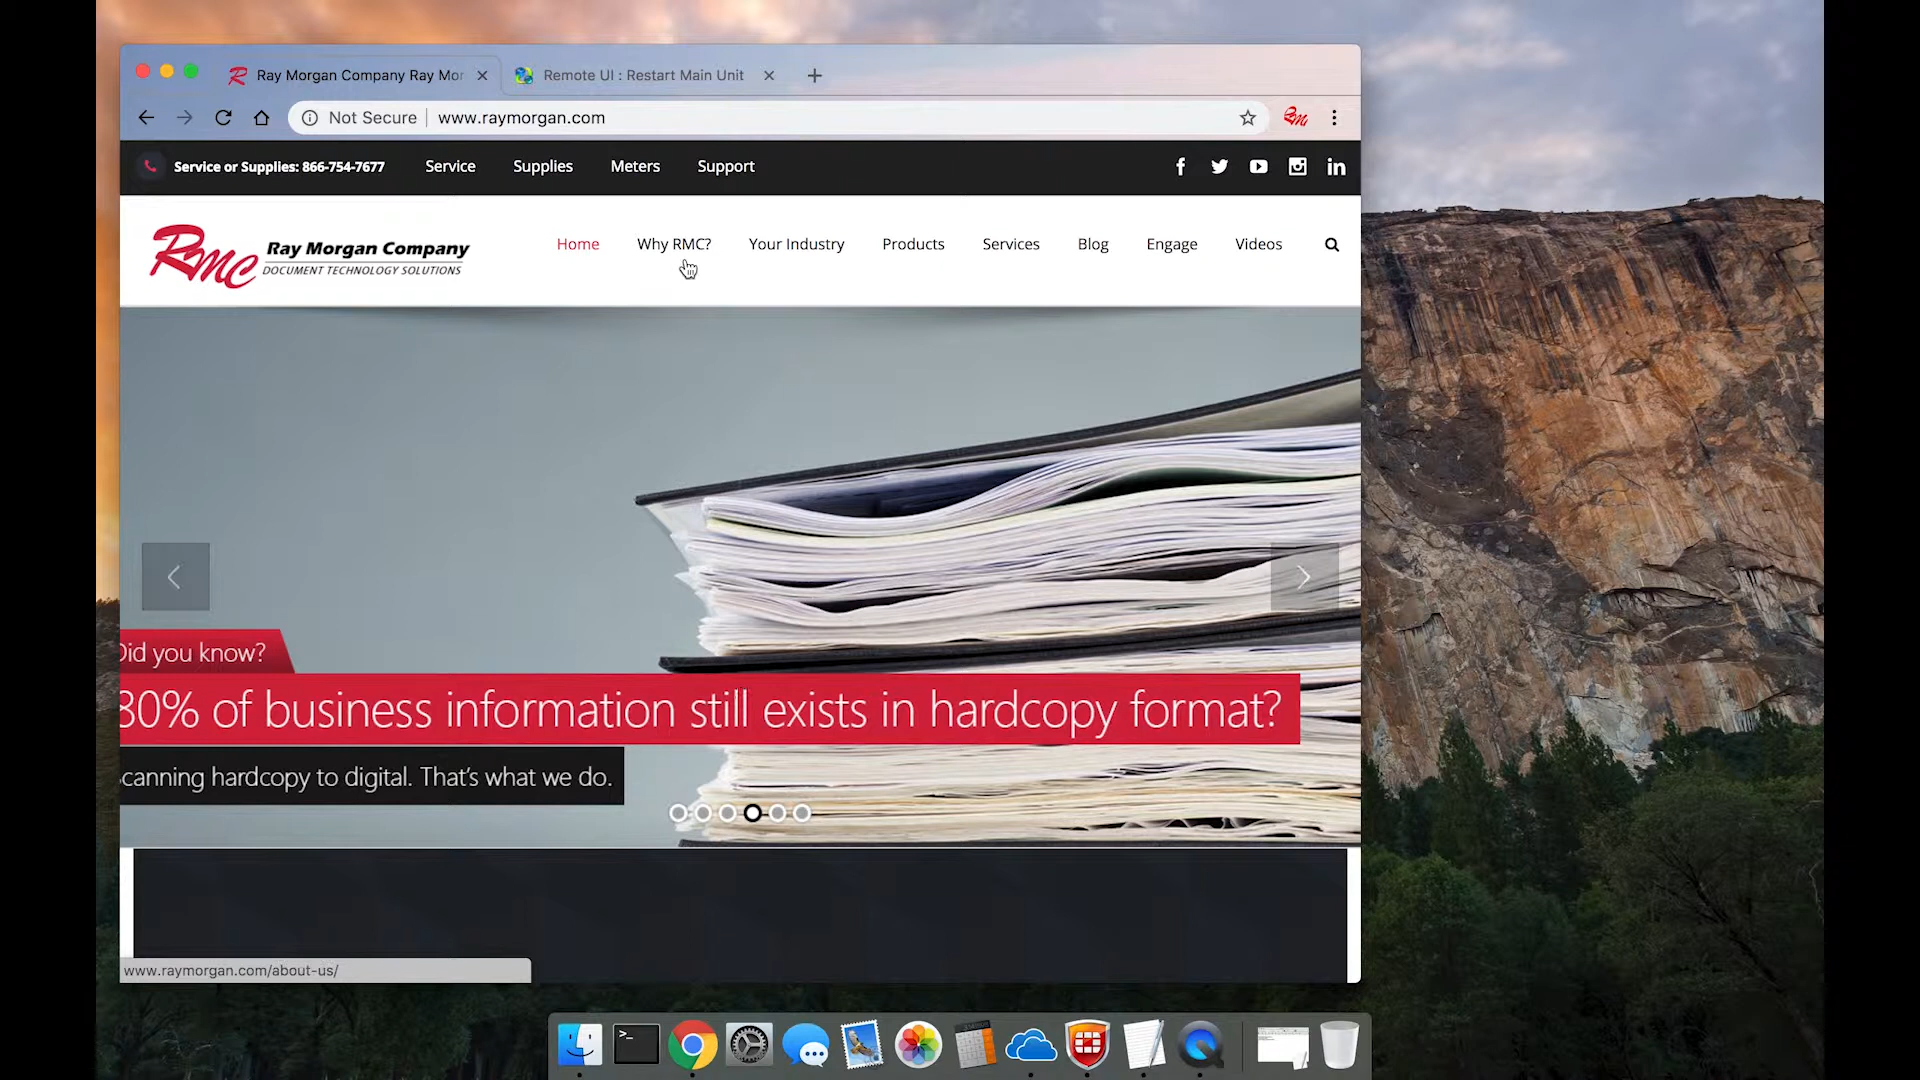 Ray Morgan Company Ray Mor
Remote UI : Restart Main Unit
Not Secure
www.raymorgan.com
Service or Supplies: 866-754-7677
Service
Supplies
Meters
Support
RMC
Ray Morgan Company
DOCUMENT TECHNOLOGY SOLUTIONS
Home
Why RMC?
Your Industry
Products
Services
Blog
Engage
Videos
Did you know?
80% of business information still exists in hardcopy format?
canning hardcopy to digital. That's what we do.
www.raymorgan.com/about-us/